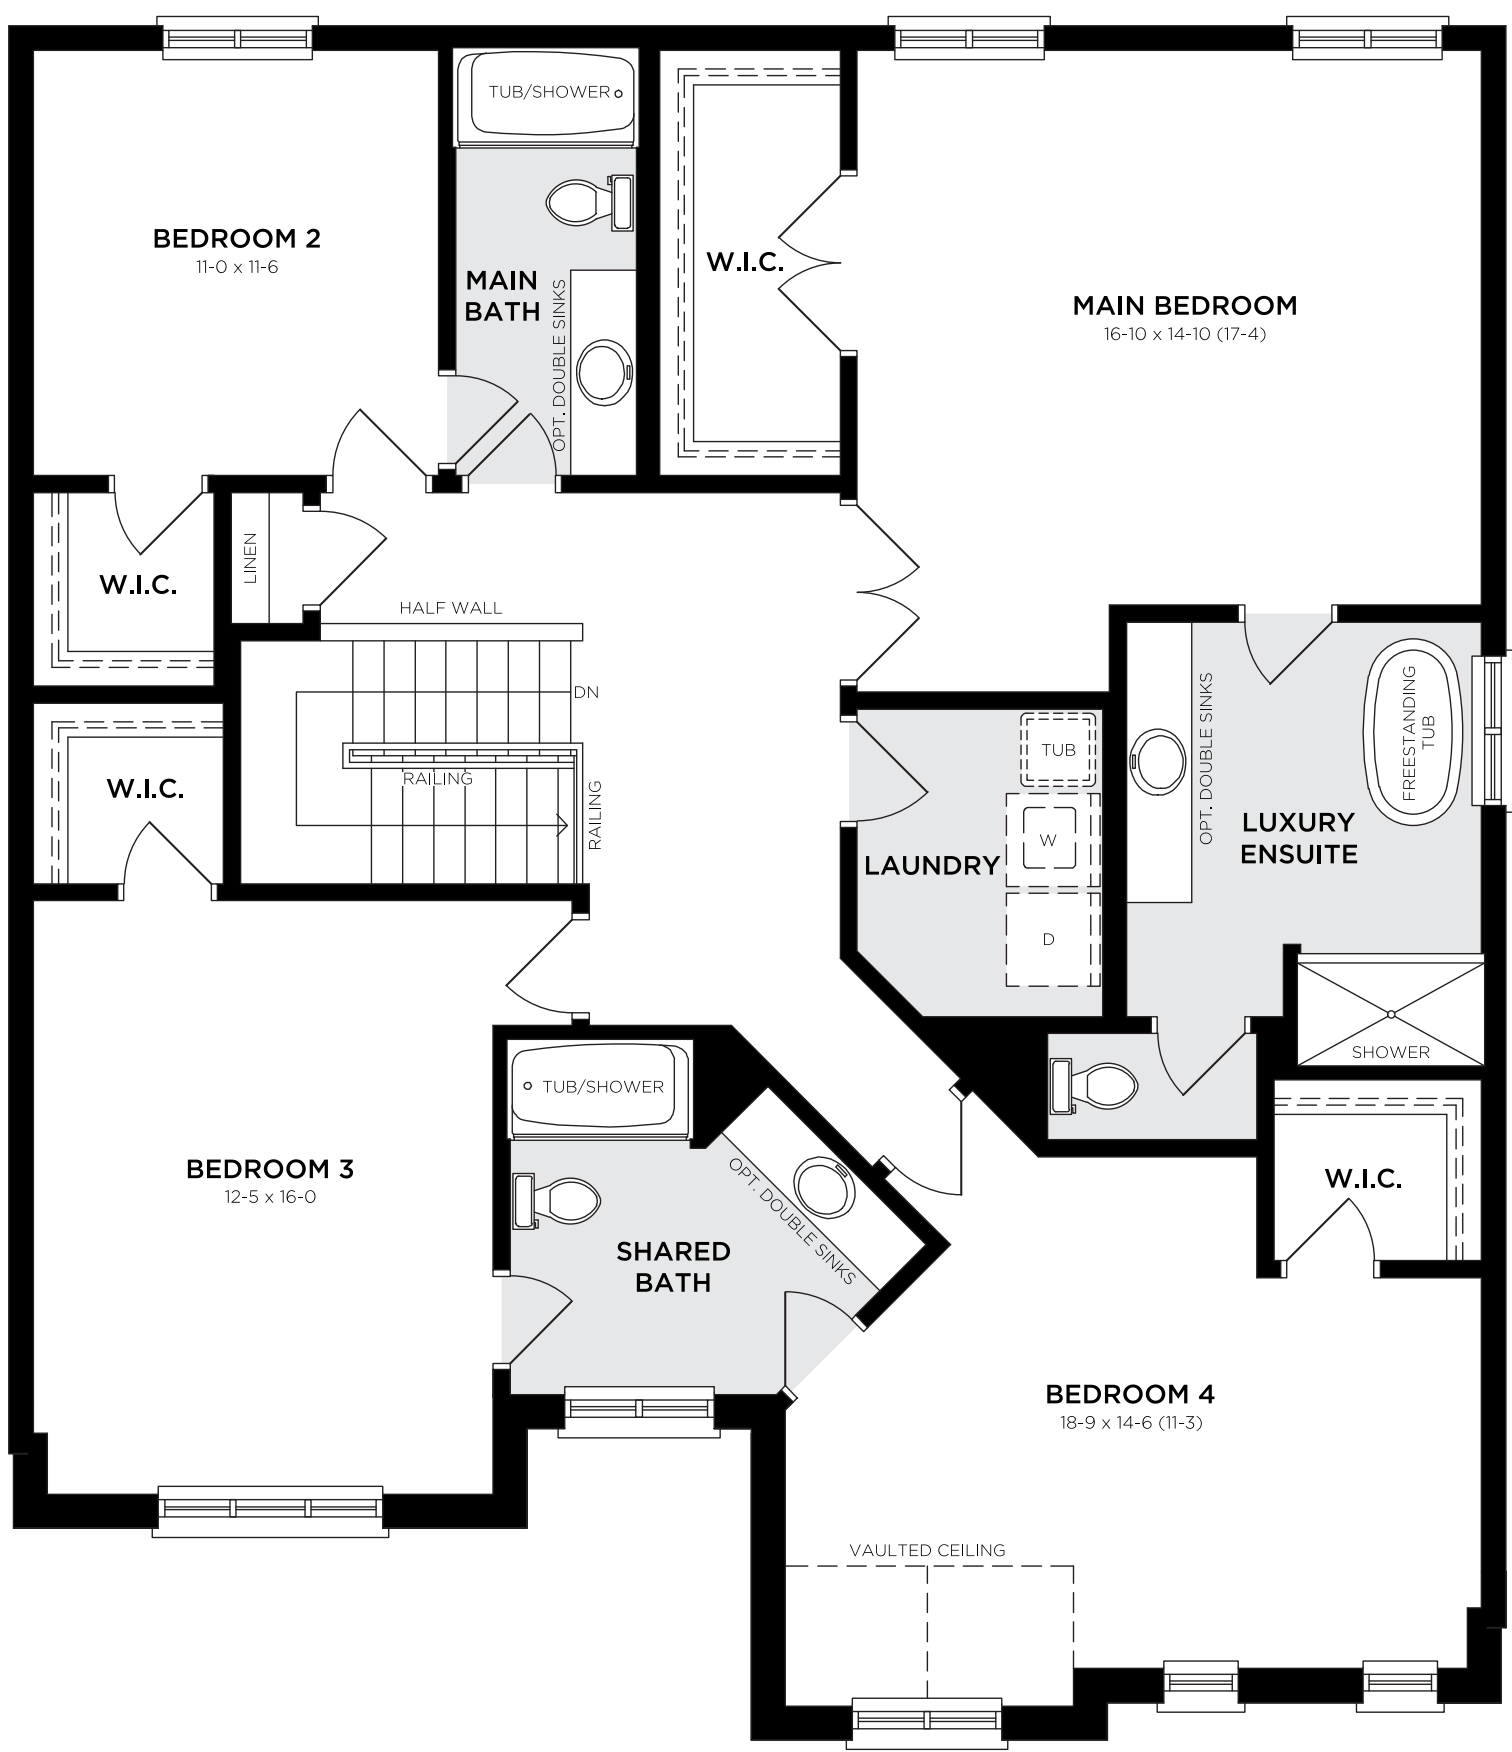 TUB/SHOWER
BEDROOM 2
11-0 x 11-6
MAIN
BATH
OPT. DOUBLE SINKS
W.I.C.
MAIN BEDROOM
16-10 x 14-10 (17-4)
W.I.C.
LINEN
HALF WALL
DN
RAILING
RAILING
W.I.C.
TUB
W
D
LAUNDRY
OPT. DOUBLE SINKS
FREESTANDING
TUB
LUXURY
ENSUITE
SHOWER
TUB/SHOWER
BEDROOM 3
12-5 x 16-0
OPT. DOUBLE SINKS
SHARED
BATH
W.I.C.
BEDROOM 4
18-9 x 14-6 (11-3)
VAULTED CEILING